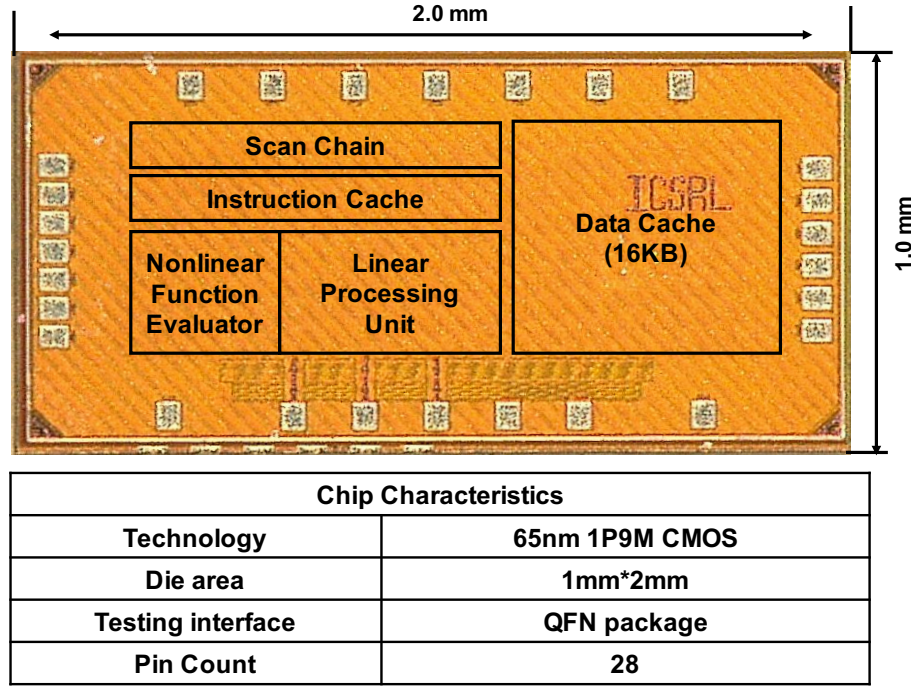 2.0 mm
Scan Chain
Instruction Cache
ICSRL
Data Cache
(16KB)
Nonlinear
Function
Evaluator
Linear
Processing
Unit
1.0 mm
Chip Characteristics
Technology 65nm 1P9M CMOS
Die area 1mm*2mm
Testing interface QFN package
Pin Count 28